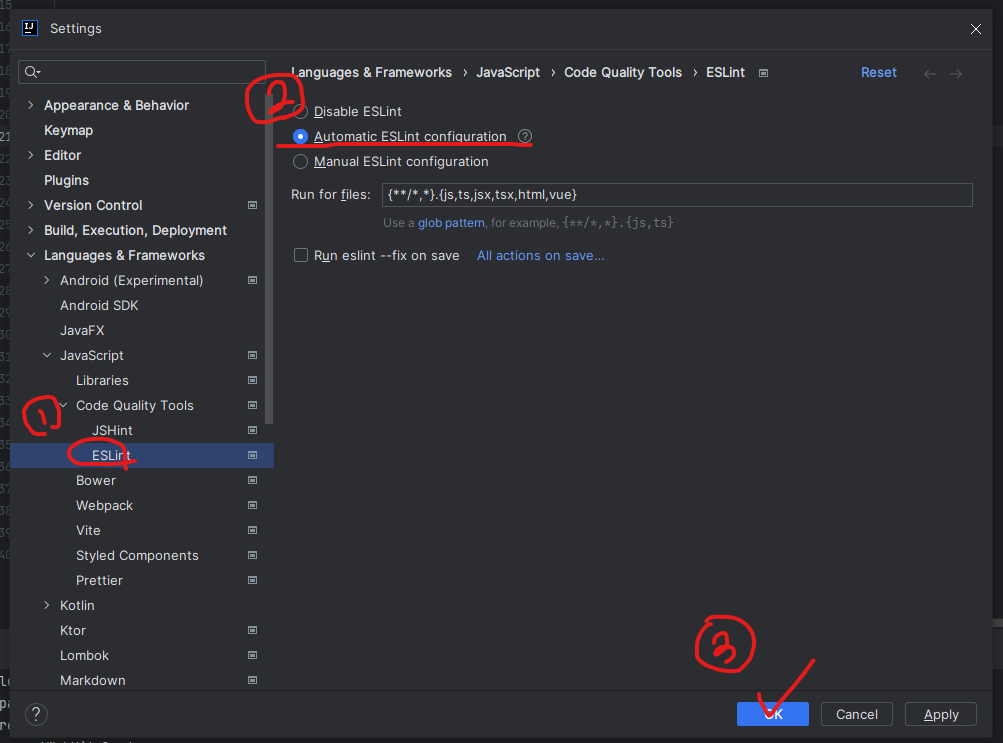 IJ Settings
Languages & Frameworks › JavaScript › Code Quality Tools › ESLint Reset
2
Appearance & Behavior
Keymap
Editor
Plugins
Version Control
Build, Execution, Deployment
Languages & Frameworks
Android (Experimental)
Android SDK
JavaFX
JavaScript
Libraries
1
Code Quality Tools
JSHint
ESLint
Bower
Webpack
Vite
Styled Components
Prettier
Kotlin
Ktor
Lombok
Markdown
Disable ESLint
Automatic ESLint configuration ?
Manual ESLint configuration
Run for files: {**/*,*}.{js,ts,jsx,tsx,html,vue}
Use a glob pattern, for example, {**/*,*}.{js,ts}
Run eslint --fix on save All actions on save...
3
? OK Cancel Apply